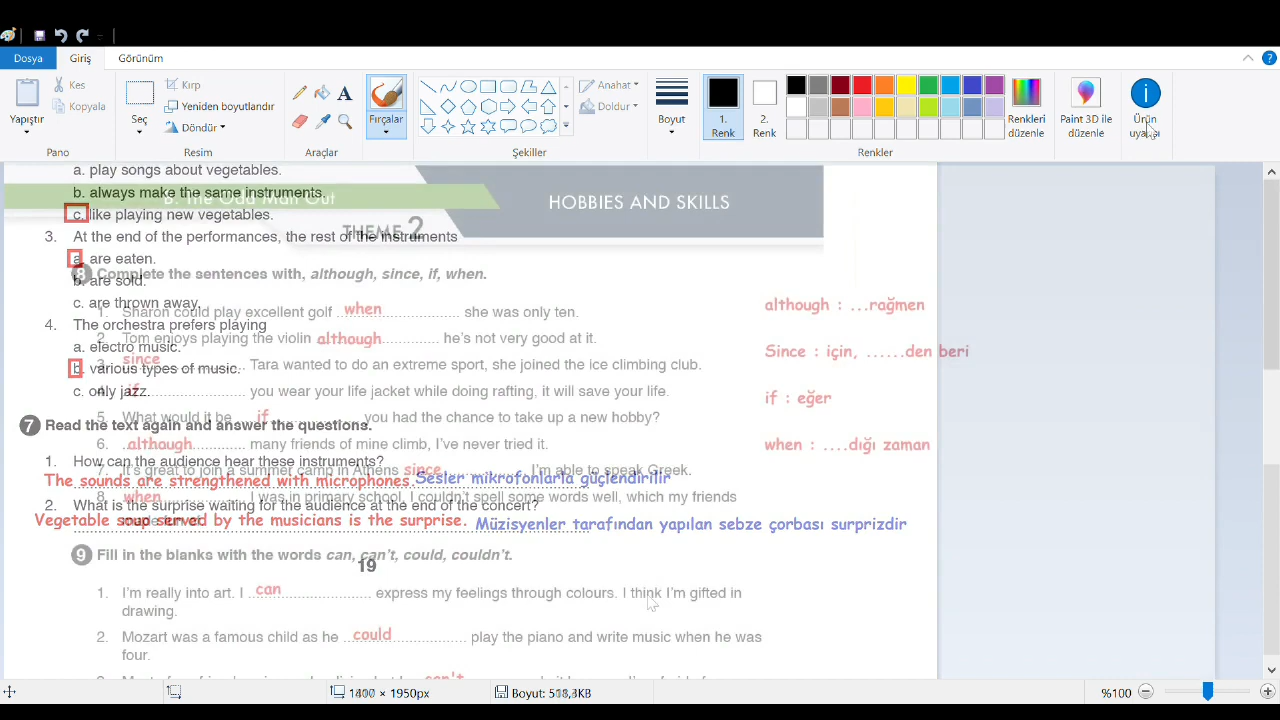 Dosya Giriş Görünüm
Yapıştır
Kes
Kopyala
Pano
Seç
Kırp
Yeniden boyutlandır
Döndür
Resim
Araçlar
Fırçalar
Şekiller
Anahat
Doldur
Boyut
1. Renk
2. Renk
Renkler
Renkleri düzenle
Paint 3D ile düzenle
Ürün uyarısı
a. play songs about vegetables.
b. always make the same instruments.
c. like playing new vegetables.
3. At the end of the performances, the rest of the instruments
a. are eaten.
b. are sold.
c. are thrown away.
4. The orchestra prefers playing
a. electro music.
b. various types of music.
c. only jazz.
7 Read the text again and answer the questions.
1. How can the audience hear these instruments?
The sounds are strengthened with microphones. Sesler mikrofonlarla güçlendirilir
2. What is the surprise waiting for the audience at the end of the concert?
Vegetable soup served by the musicians is the surprise. Müzisyenler tarafından yapılan sebze çorbası surprizdir
19
B. The Odd Man Out
HOBBIES AND SKILLS
THEME 2
8 Complete the sentences with, although, since, if, when.
1. Sharon could play excellent golf when she was only ten.
2. Tom enjoys playing the violin although he's not very good at it.
3. since Tara wanted to do an extreme sport, she joined the ice climbing club.
4. if you wear your life jacket while doing rafting, it will save your life.
5. What would it be if you had the chance to take up a new hobby?
6. although many friends of mine climb, I've never tried it.
7. It's great to join a summer camp in Athens since I'm able to speak Greek.
8. when I was in primary school, I couldn't spell some words well, which my friends
although : ...rağmen
Since : için, ......den beri
if : eğer
when : ....dığı zaman
9 Fill in the blanks with the words can, can't, could, couldn't.
1. I'm really into art. I can express my feelings through colours. I think I'm gifted in
drawing.
2. Mozart was a famous child as he could play the piano and write music when he was
four.
can't
1950px
Boyut:
%100